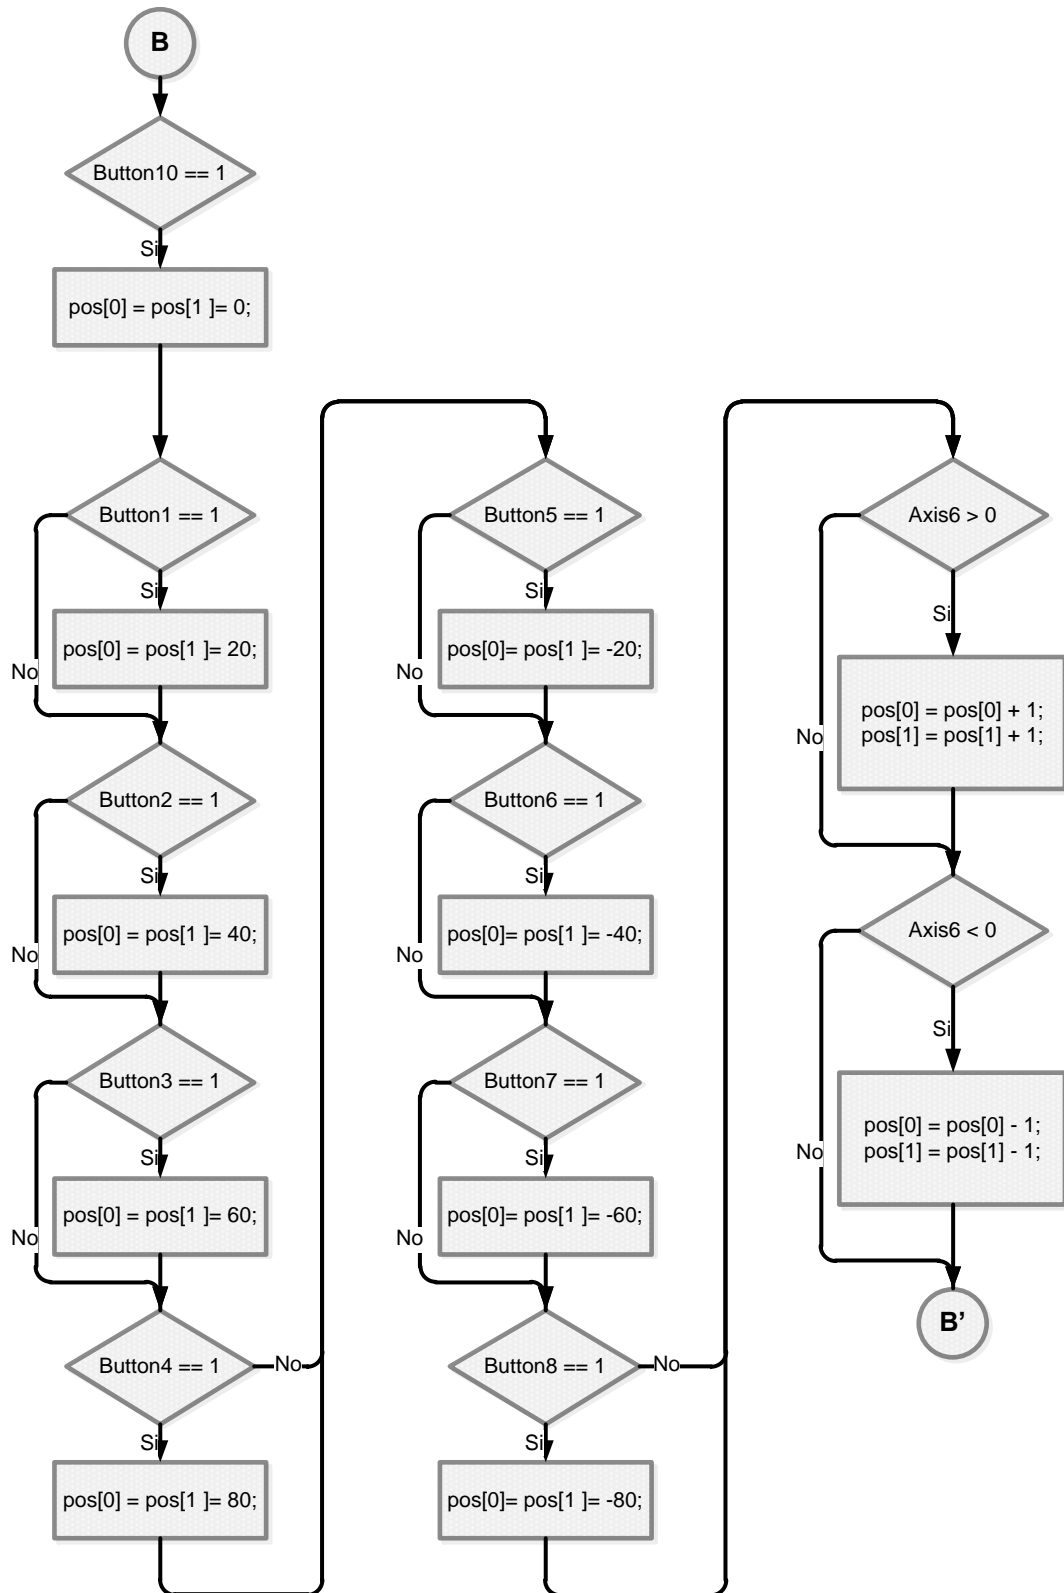 B
Button10 == 1
Si
pos[0] = pos[1 ]= 0;
Button1 == 1
Si
pos[0] = pos[1 ]= 20;
No
Button2 == 1
Si
pos[0] = pos[1 ]= 40;
No
Button3 == 1
Si
pos[0] = pos[1 ]= 60;
No
Button4 == 1
No
Si
pos[0] = pos[1 ]= 80;
Button5 == 1
Si
pos[0]= pos[1 ]= -20;
No
Button6 == 1
Si
pos[0]= pos[1 ]= -40;
No
Button7 == 1
Si
pos[0]= pos[1 ]= -60;
No
Button8 == 1
No
Si
pos[0]= pos[1 ]= -80;
Axis6 > 0
Si
pos[0] = pos[0] + 1;
pos[1] = pos[1] + 1;
No
Axis6 < 0
Si
pos[0] = pos[0] - 1;
pos[1] = pos[1] - 1;
No
B’